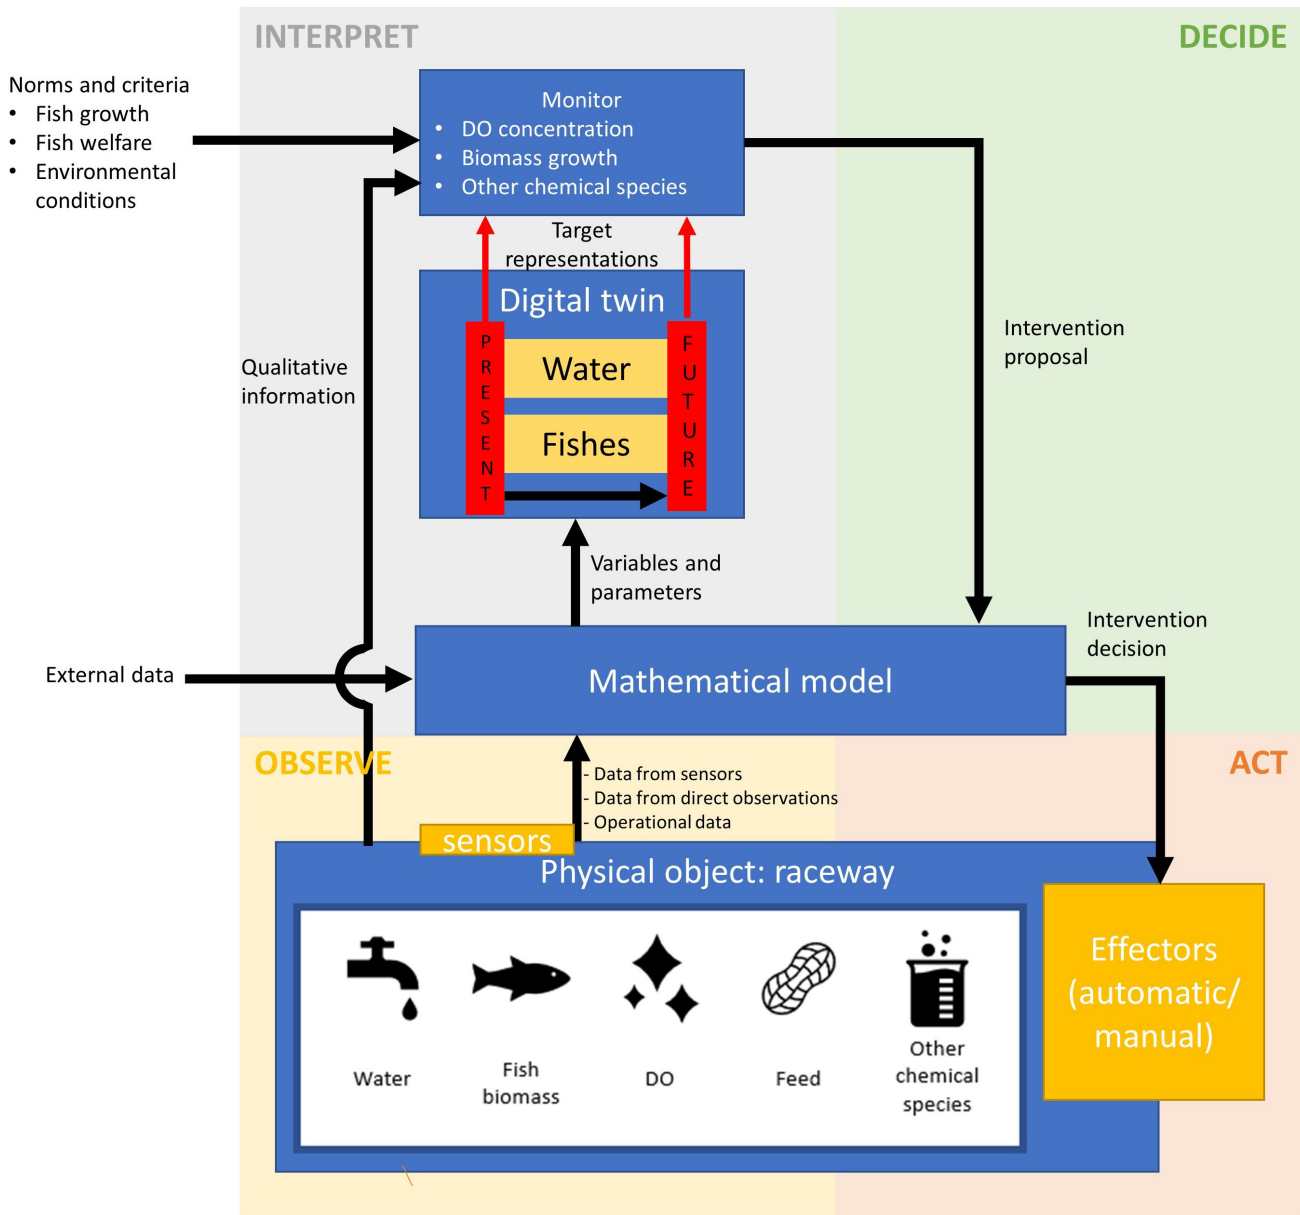 INTERPRET
DECIDE
Norms and criteria
• Fish growth
• Fish welfare
• Environmental
conditions
Monitor
• DO concentration
• Biomass growth
• Other chemical species
Target
representations
Digital twin
PRESENT
Water
Fishes
FUTURE
Qualitative
information
Intervention
proposal
Variables and
parameters
Intervention
decision
External data
Mathematical model
OBSERVE
ACT
- Data from sensors
- Data from direct observations
- Operational data
sensors
Physical object: raceway
Effectors
(automatic/
manual)
Water
Fish
biomass
DO
Feed
Other
chemical
species